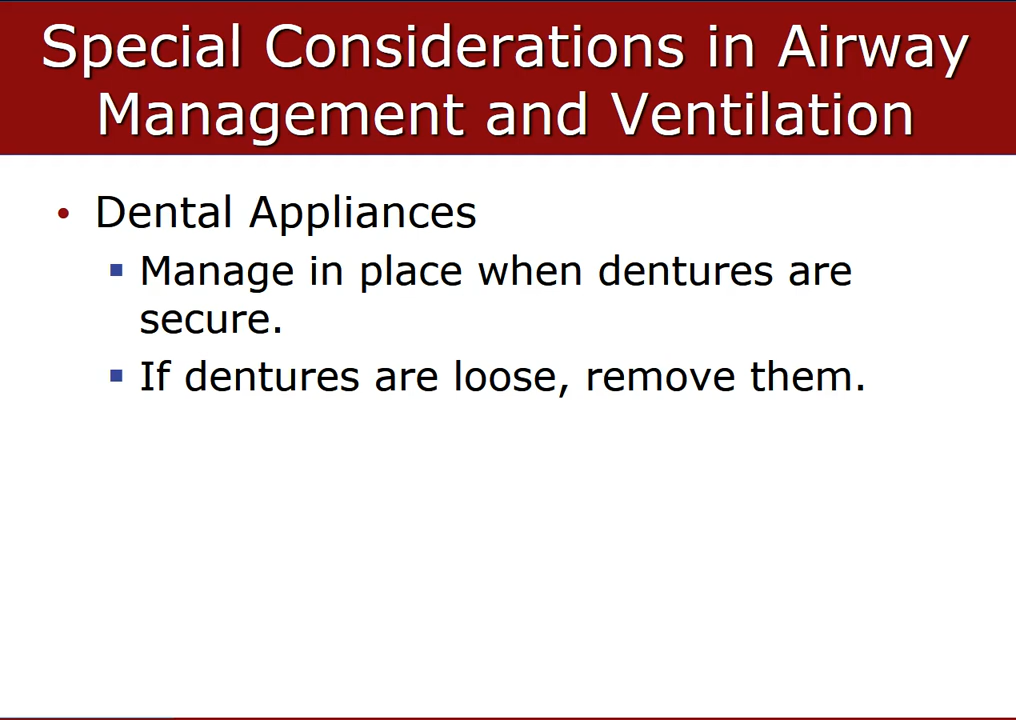 Special Considerations in Airway
Management and Ventilation
• Dental Appliances
▪ Manage in place when dentures are
secure.
▪ If dentures are loose, remove them.